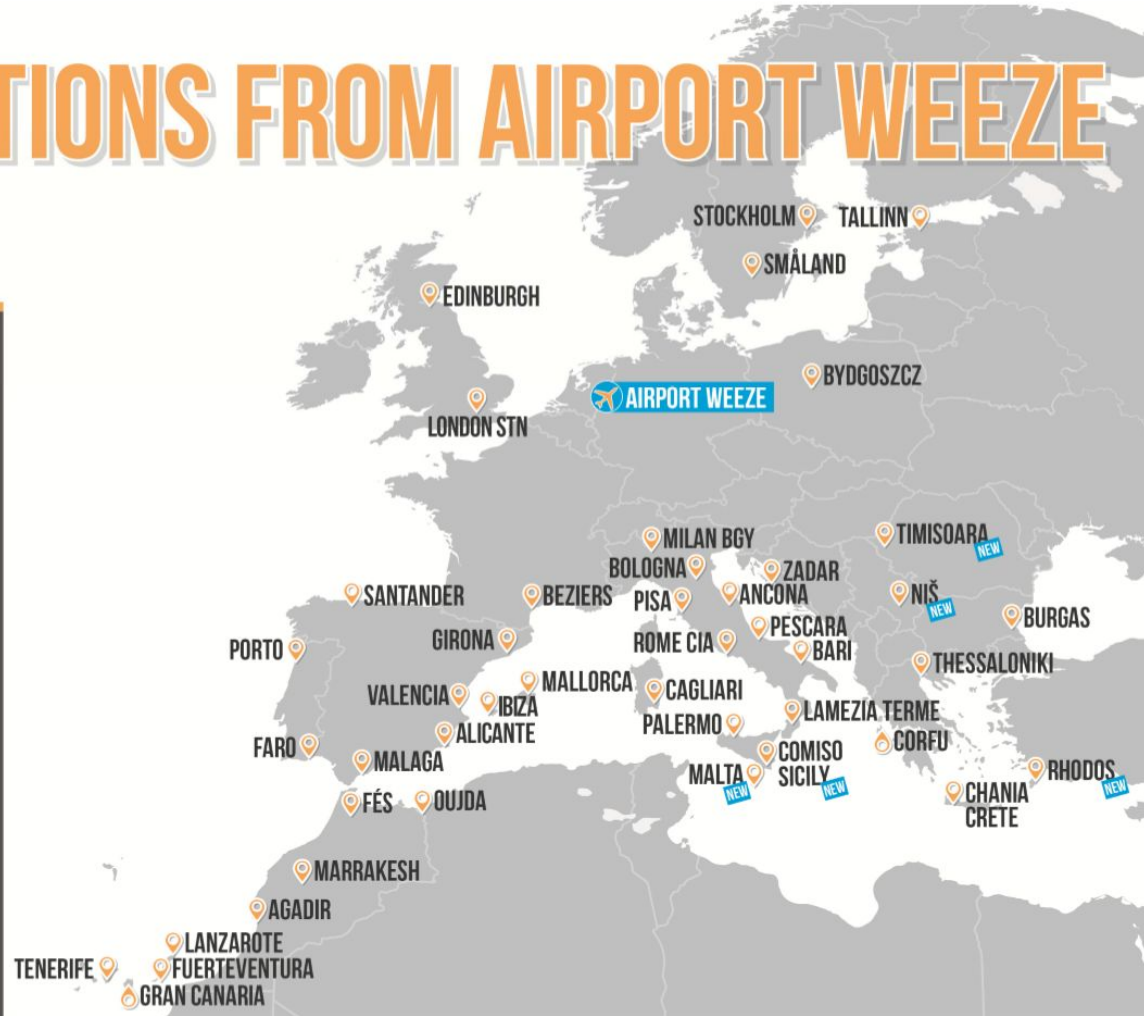 TIONS FROM AIRPORT WEEZE
STOCKHOLM
TALLINN
SMÅLAND
EDINBURGH
BYDGOSZCZ
AIRPORT WEEZE
LONDON STN
TIMISOARA
NEW
MILAN BGY
BOLOGNA
ZADAR
SANTANDER
BEZIERS
PISA
ANCONA
NIŠ
NEW
BURGAS
PESCARA
PORTO
GIRONA
ROME CIA
BARI
THESSALONIKI
VALENCIA
MALLORCA
CAGLIARI
IBIZA
LAMEZIA TERME
PALERMO
ALICANTE
CORFU
FARO
MALAGA
COMISO
SICILY
NEW
MALTA
NEW
RHODOS
NEW
CHANIA
CRETE
FÉS
OUJDA
MARRAKESH
AGADIR
LANZAROTE
TENERIFE
FUERTEVENTURA
GRAN CANARIA